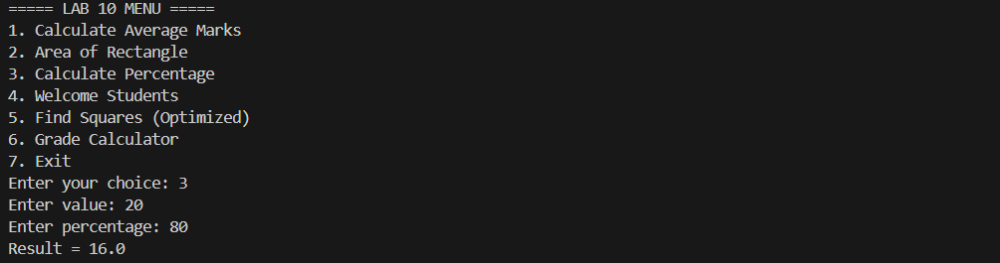 ===== LAB 10 MENU =====
1. Calculate Average Marks
2. Area of Rectangle
3. Calculate Percentage
4. Welcome Students
5. Find Squares (Optimized)
6. Grade Calculator
7. Exit
Enter your choice: 3
Enter value: 20
Enter percentage: 80
Result = 16.0